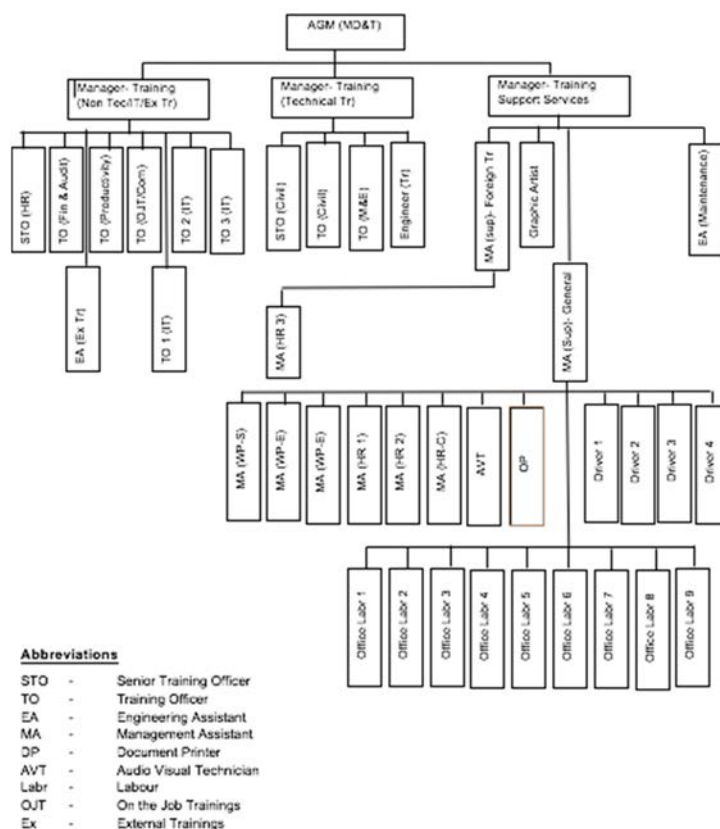 AGM (MD&T)
Manager- Training
(Non Tec/IT/Ex Tr)
Manager- Training
(Technical Tr)
Manager- Training
Support Services
STO (HR)
TO (Fin & Audit)
TO (Productivity)
TO (OJT/Com)
TO 2 (IT)
TO 3 (IT)
STO (Civil)
TO (Civil)
TO (M&E)
Engineer (Tr)
MA (sup)- Foreign Tr
Graphic Artist
EA (Maintenance)
EA (Ex Tr)
TO 1 (IT)
MA (HR 3)
MA (Sup)- General
MA (WP-S)
MA (WP-E)
MA (WP-E)
MA (HR 1)
MA (HR 2)
MA (HR-C)
AVT
OP
Driver 1
Driver 2
Driver 3
Driver 4
Office Labr 1
Office Labr 2
Office Labr 3
Office Labr 4
Office Labr 5
Office Labr 6
Office Labr 7
Office Labr 8
Office Labr 9
Abbreviations
STO - Senior Training Officer
TO - Training Officer
EA - Engineering Assistant
MA - Management Assistant
DP - Document Printer
AVT - Audio Visual Technician
Labr - Labour
OJT - On the Job Trainings
Ex - External Trainings